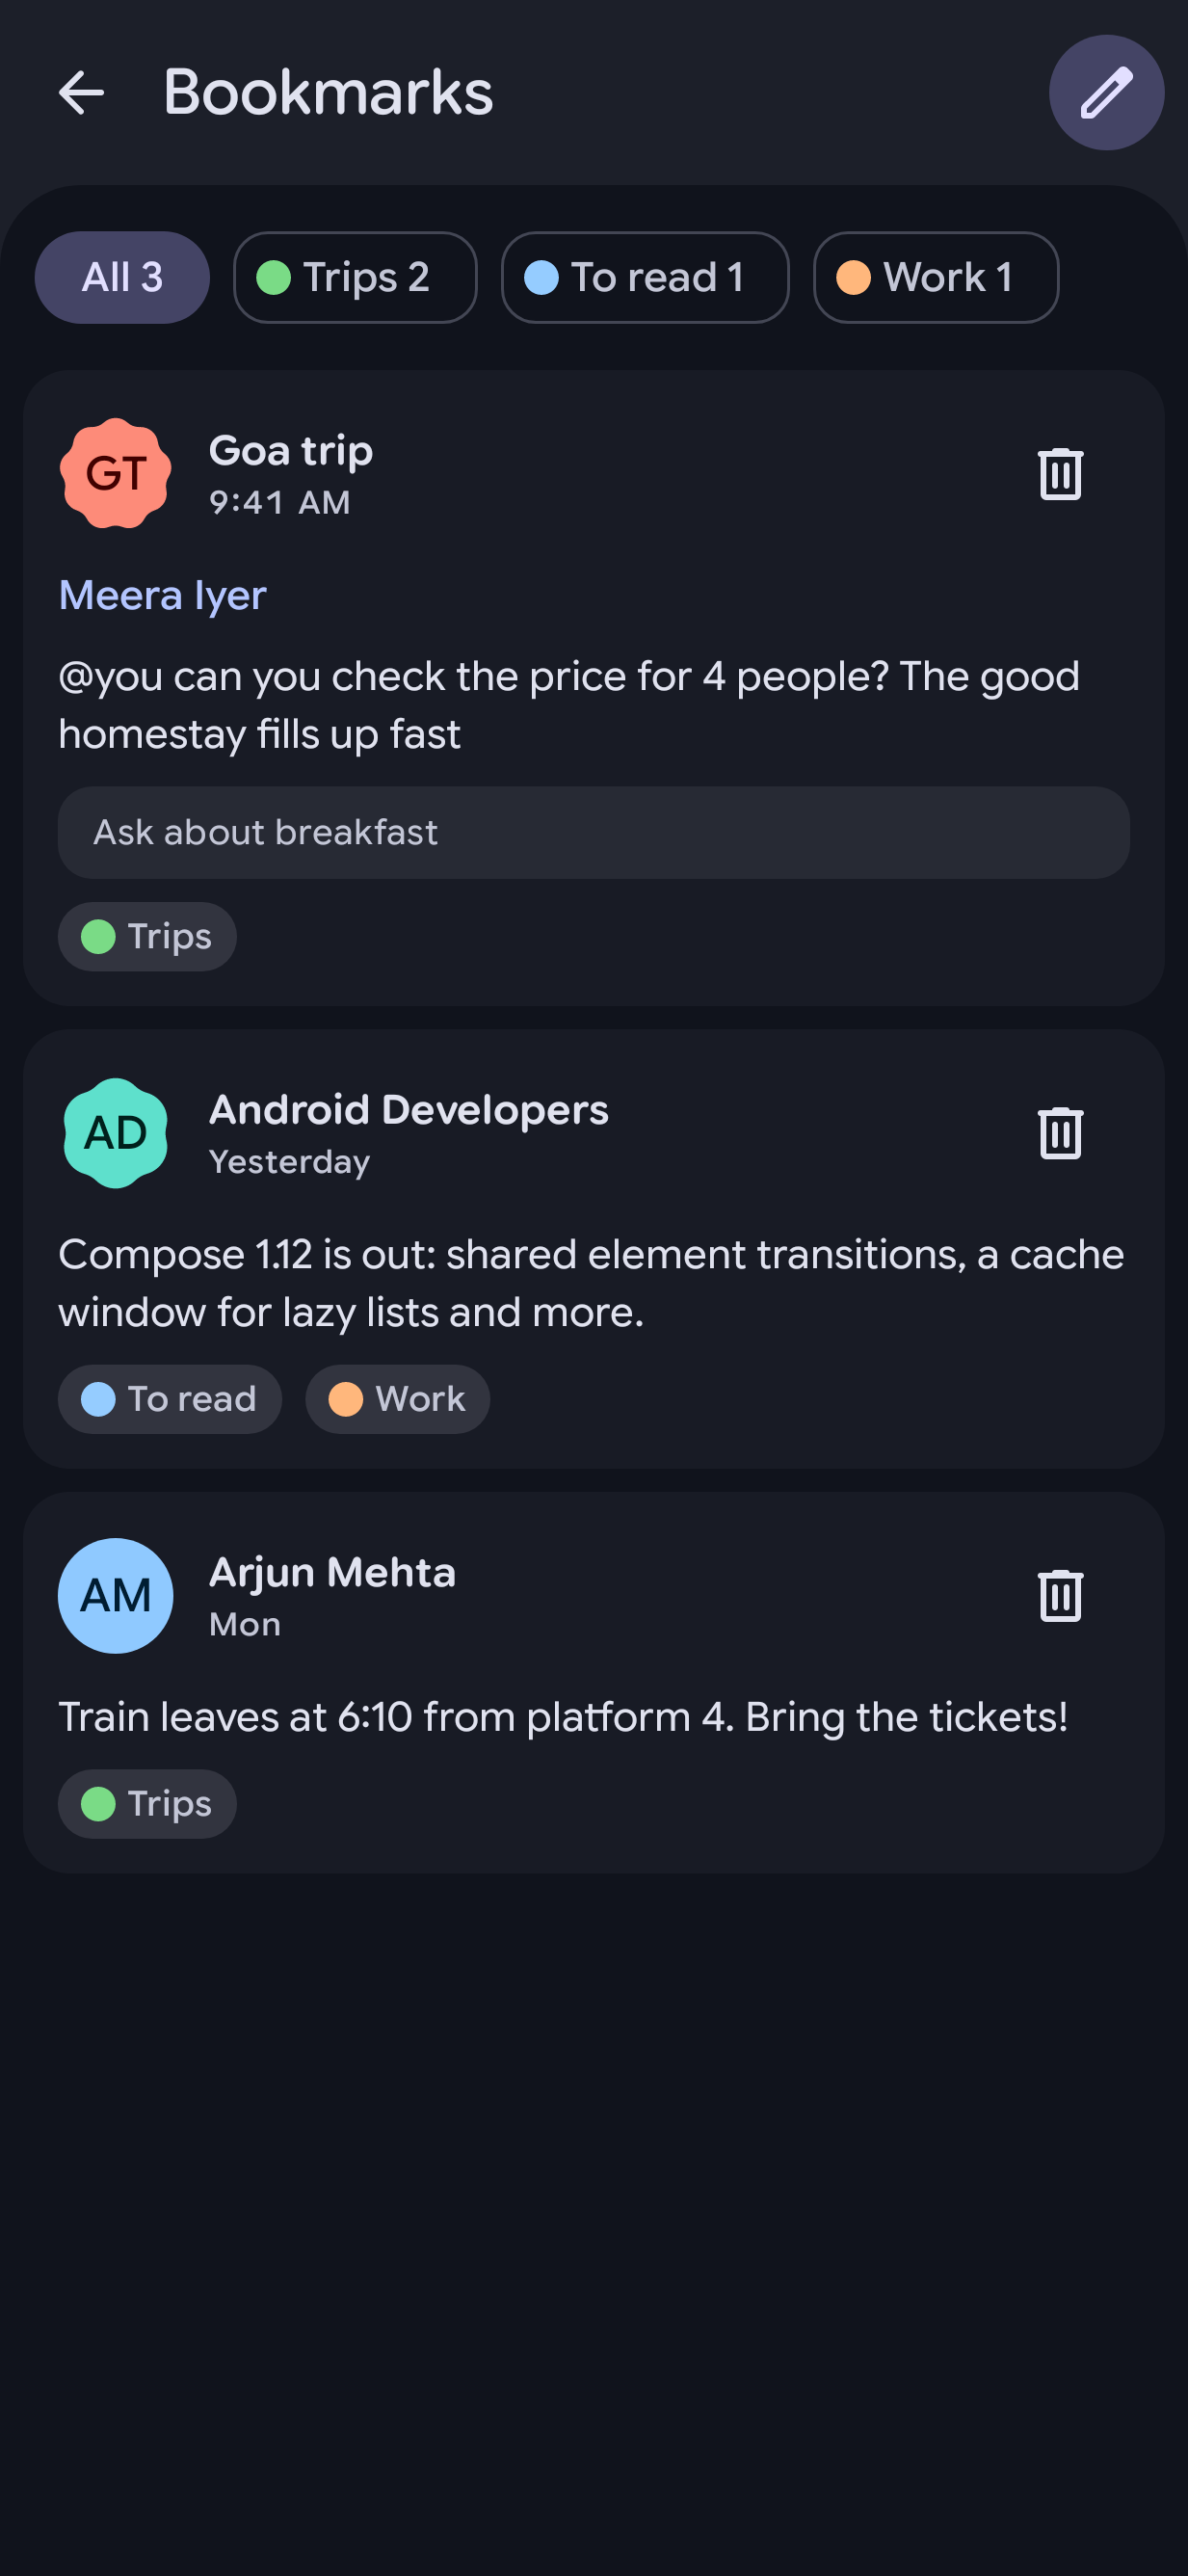 Bookmarks
All 3
Trips 2
To read 1
Work 1
GT
Goa trip
9:41 AM
Meera Iyer
@you can you check the price for 4 people? The good
homestay fills up fast
Ask about breakfast
Trips
AD
Android Developers
Yesterday
Compose 1.12 is out: shared element transitions, a cache
window for lazy lists and more.
To read
Work
AM
Arjun Mehta
Mon
Train leaves at 6:10 from platform 4. Bring the tickets!
Trips